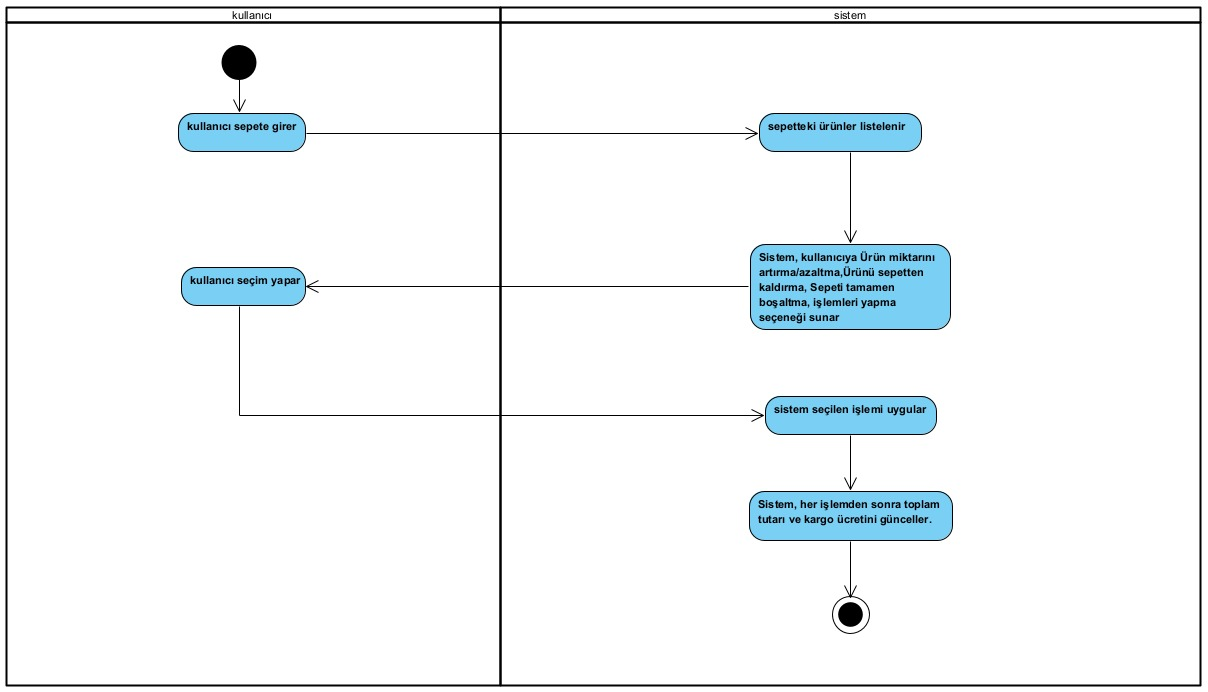 kullanıcı
sistem
kullanıcı sepete girer
sepetteki ürünler listelenir
Sistem, kullanıcıya Ürün miktarını
artırma/azaltma,Ürünü sepetten
kaldırma, Sepeti tamamen
boşaltma, işlemleri yapma
seçeneği sunar
kullanıcı seçim yapar
sistem seçilen işlemi uygular
Sistem, her işlemden sonra toplam
tutarı ve kargo ücretini günceller.